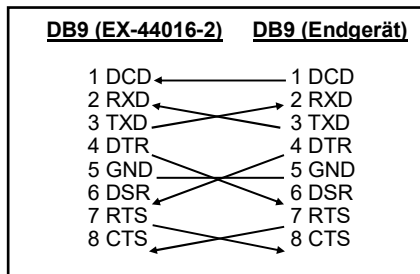 DB9 (EX-44016-2) DB9 (Endgerät)
1 DCD 1 DCD
2 RXD 2 RXD
3 TXD 3 TXD
4 DTR 4 DTR
5 GND 5 GND
6 DSR 6 DSR
7 RTS 7 RTS
8 CTS 8 CTS